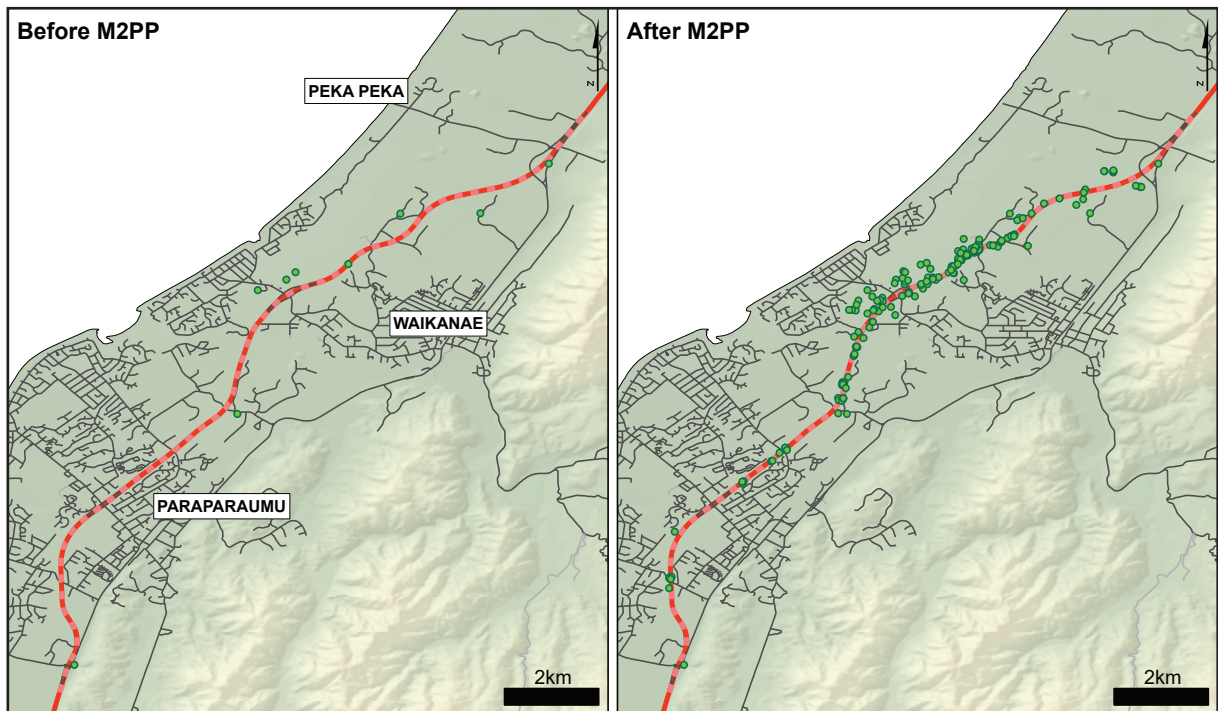 Before M2PP
PEKA PEKA
WAIKANAE
PARAPARAUMU
2km
After M2PP
2km
N
N